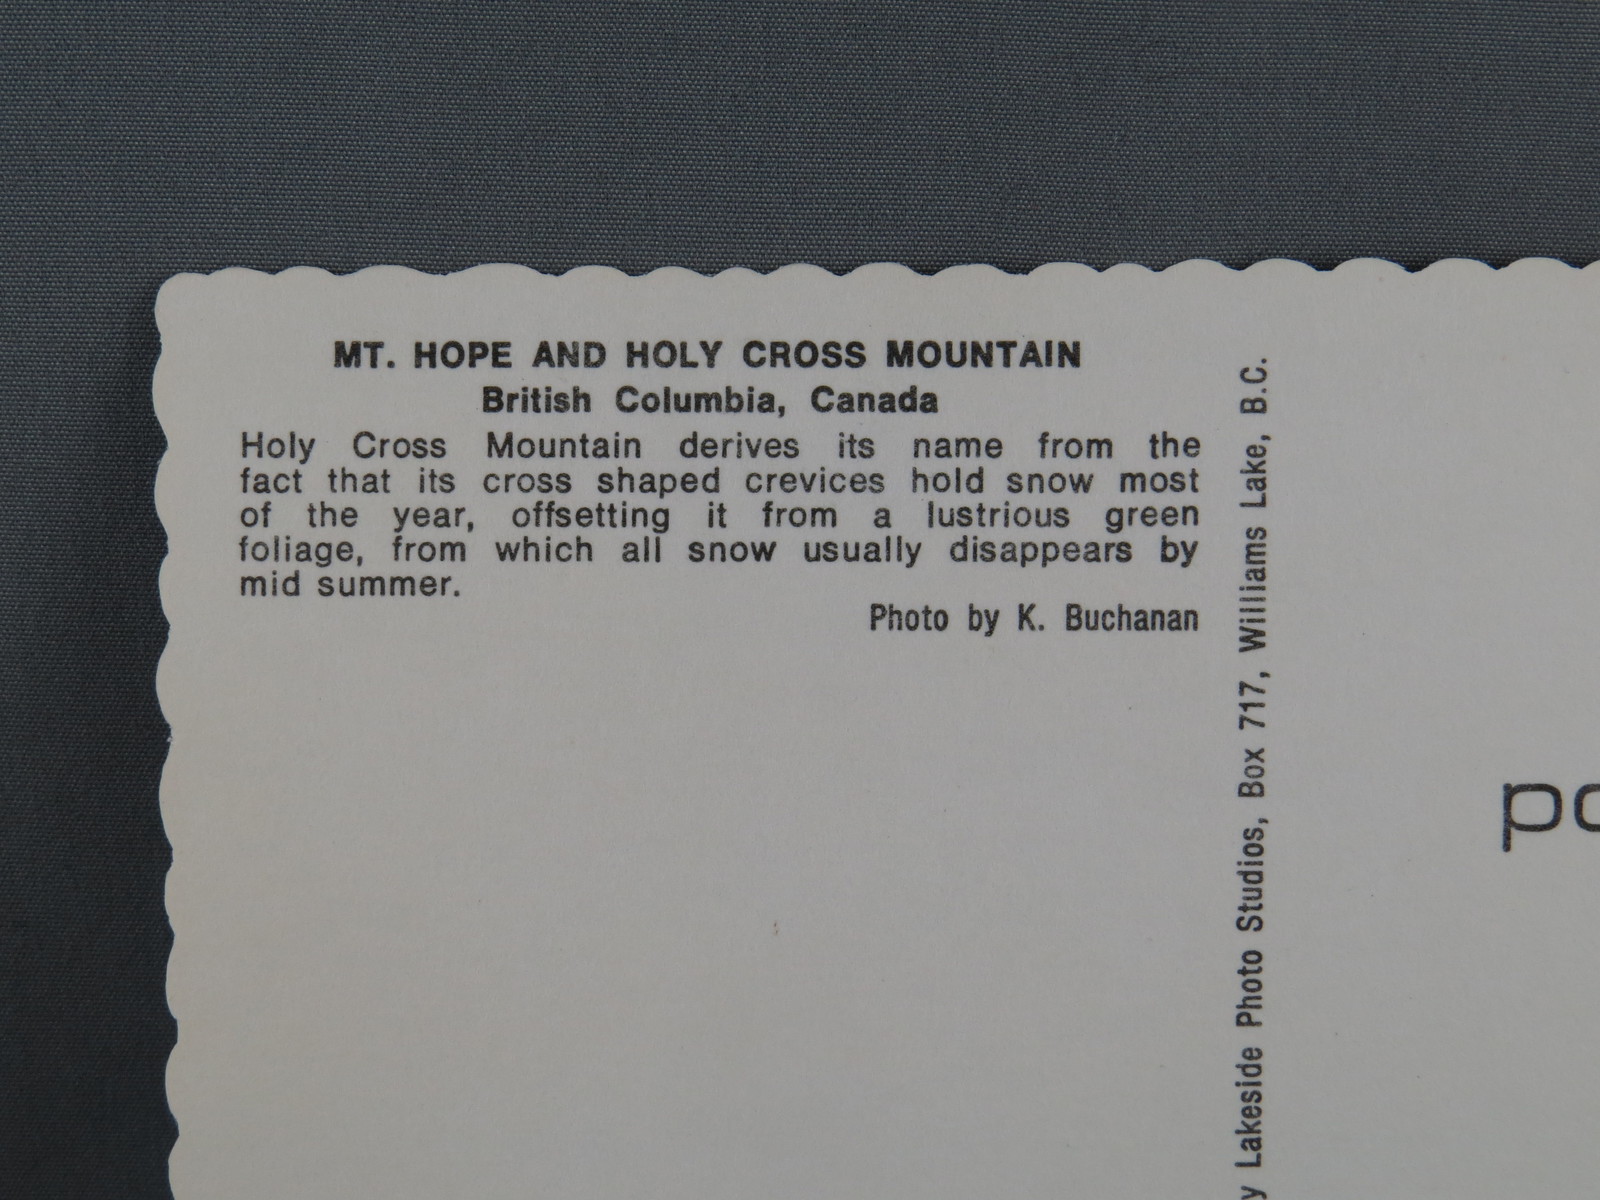 MT. HOPE AND HOLY CROSS MOUNTAIN
British Columbia, Canada
Holy Cross Mountain derives its name from the
fact that its cross shaped crevices hold snow most
of the year, offsetting it from a lustrious green
foliage, from which all snow usually disappears by
mid summer.
Photo by K. Buchanan
Lakeside Photo Studios, Box 717, Williams Lake, B.C.